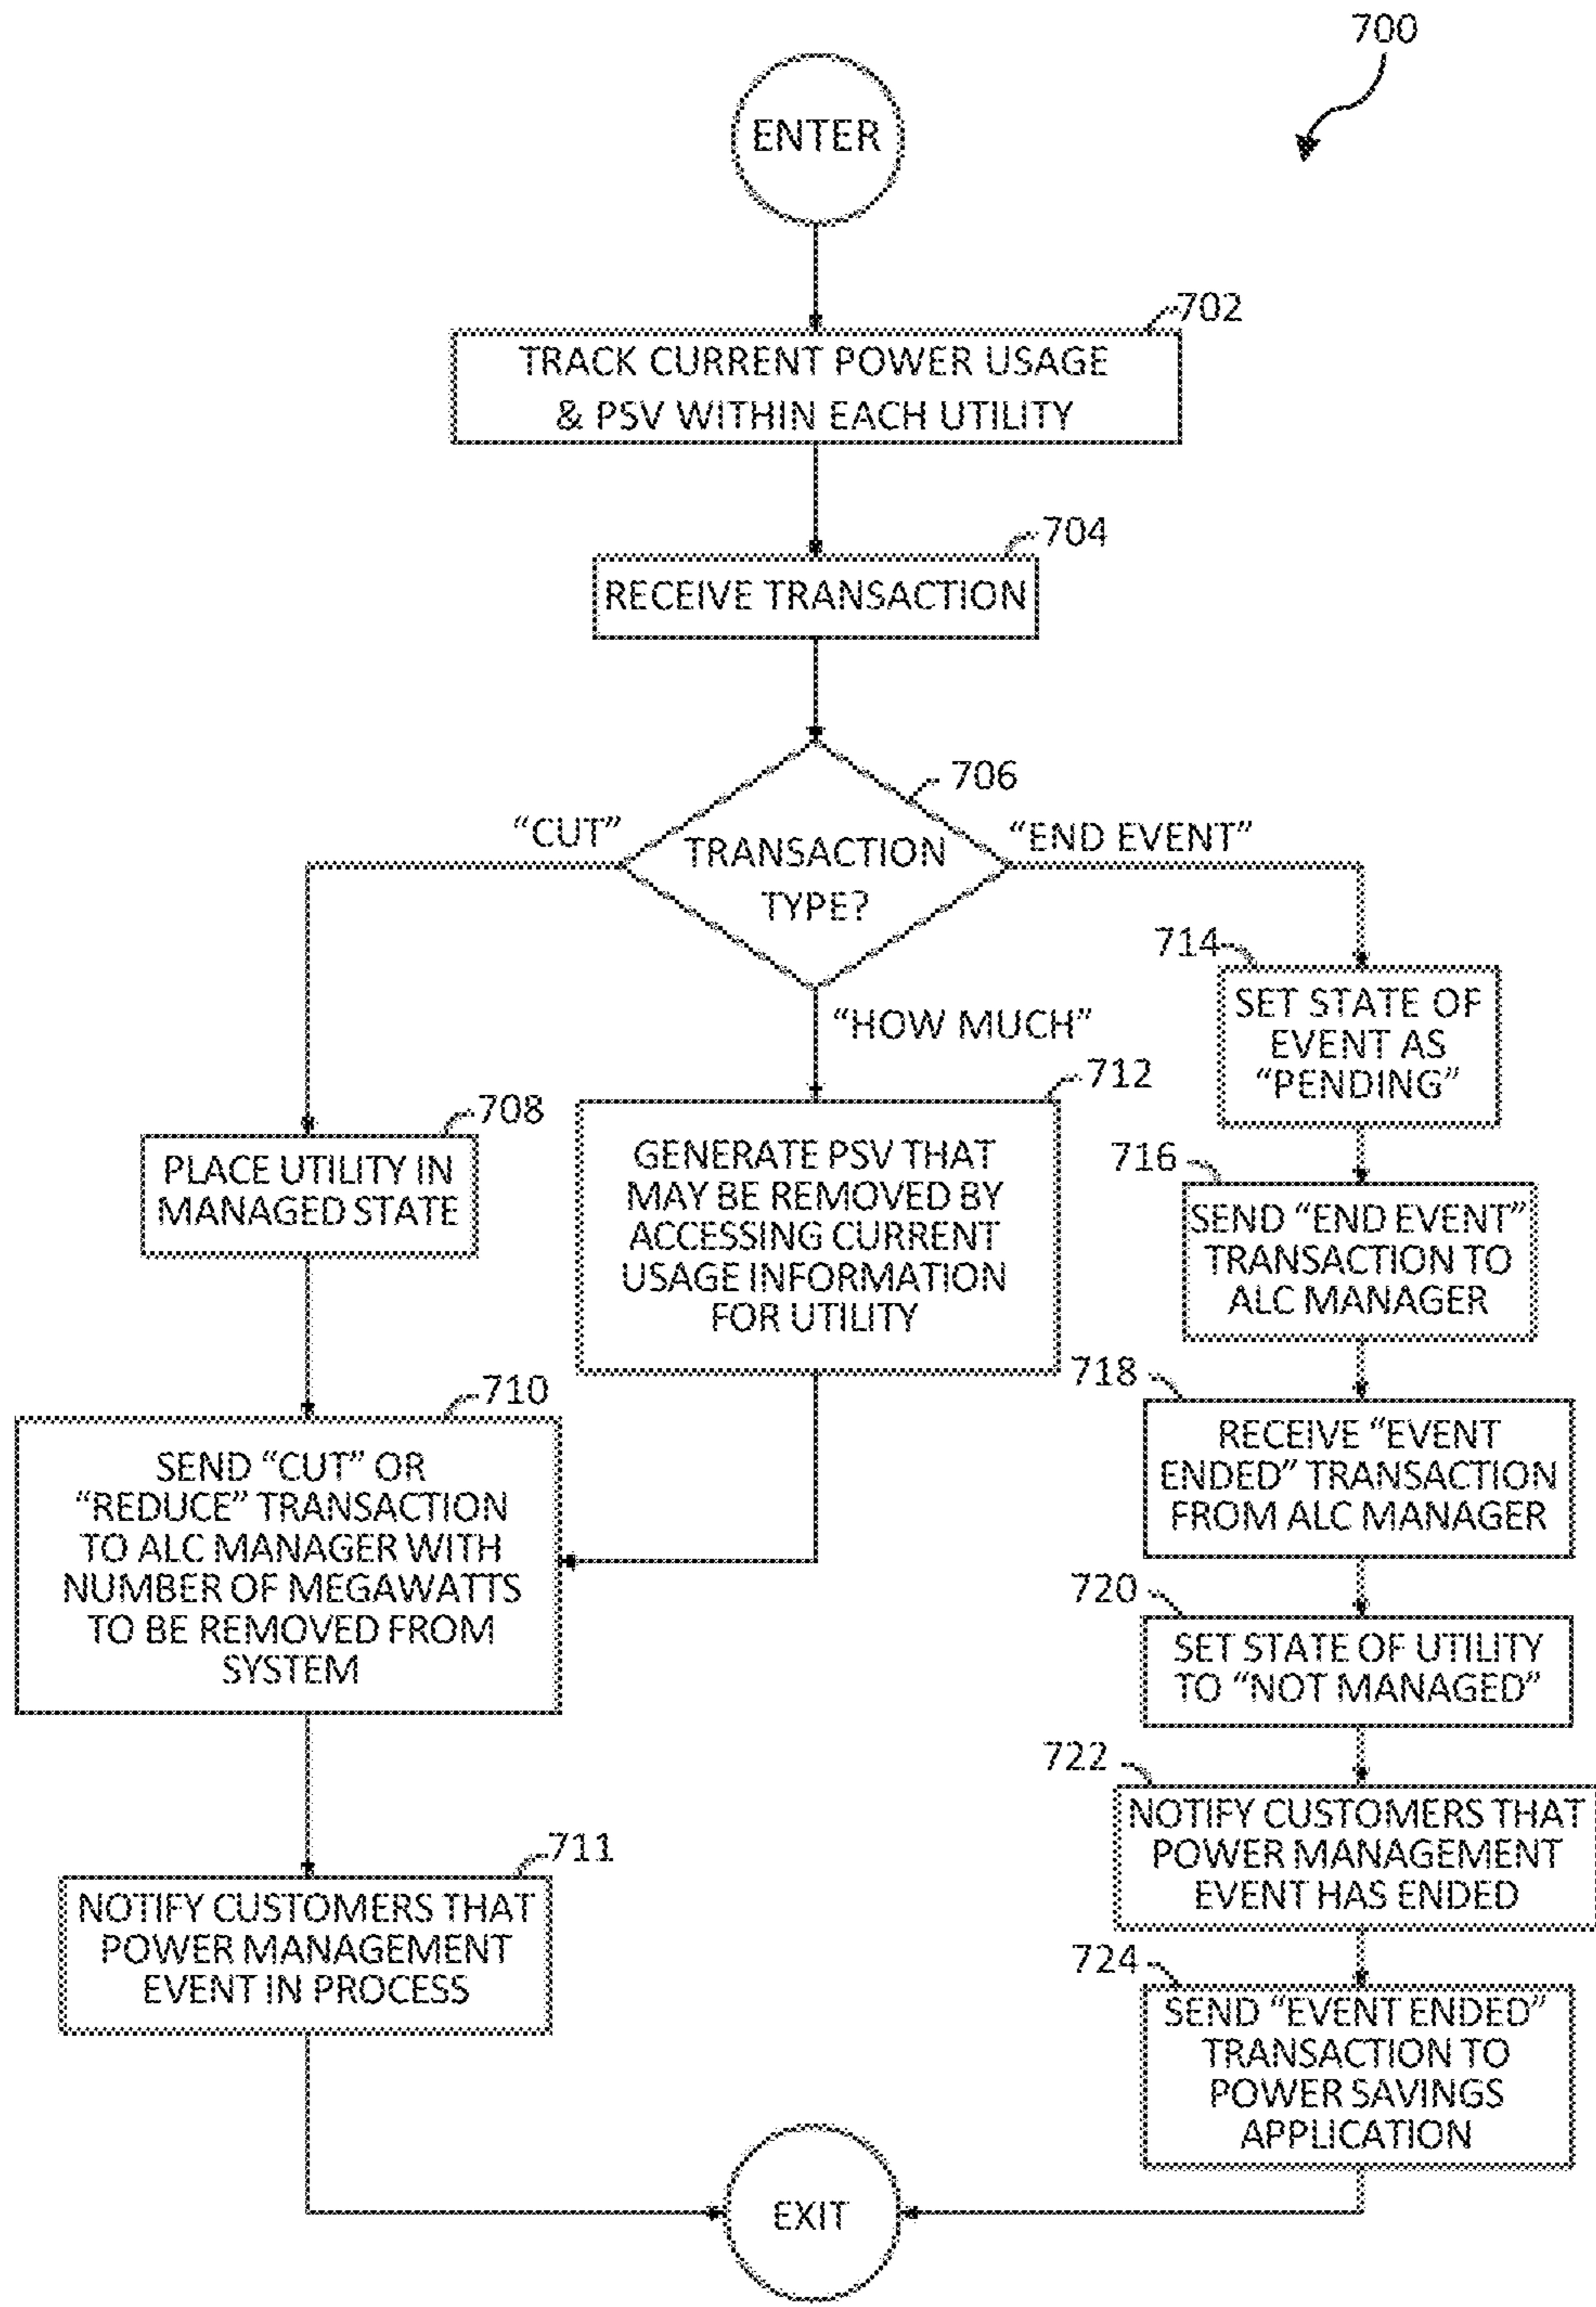 700
ENTER
702
TRACK CURRENT POWER USAGE
& PSV WITHIN EACH UTILITY
704
RECEIVE TRANSACTION
706
TRANSACTION
TYPE?
“CUT”
“HOW MUCH”
“END EVENT”
708
PLACE UTILITY IN
MANAGED STATE
710
SEND “CUT” OR
“REDUCE” TRANSACTION
TO ALC MANAGER WITH
NUMBER OF MEGAWATTS
TO BE REMOVED FROM
SYSTEM
711
NOTIFY CUSTOMERS THAT
POWER MANAGEMENT
EVENT IN PROCESS
712
GENERATE PSV THAT
MAY BE REMOVED BY
ACCESSING CURRENT
USAGE INFORMATION
FOR UTILITY
714
SET STATE OF
EVENT AS
“PENDING”
716
SEND “END EVENT”
TRANSACTION TO
ALC MANAGER
718
RECEIVE “EVENT
ENDED” TRANSACTION
FROM ALC MANAGER
720
SET STATE OF UTILITY
TO “NOT MANAGED”
722
NOTIFY CUSTOMERS THAT
POWER MANAGEMENT
EVENT HAS ENDED
724
SEND “EVENT ENDED”
TRANSACTION TO
POWER SAVINGS
APPLICATION
EXIT